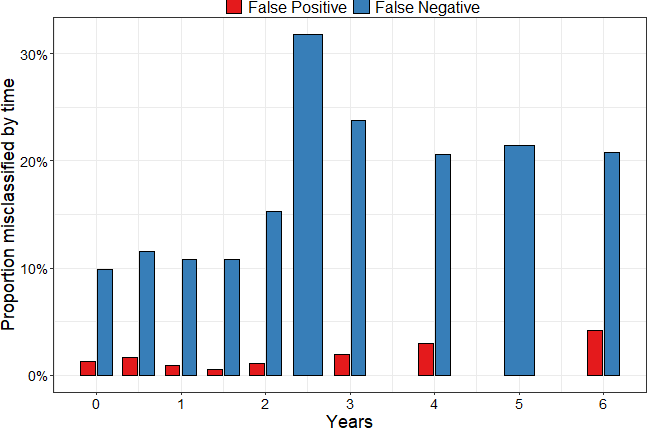 False Positive False Negative
Proportion misclassified by time
30%
20%
10%
0%
0 1 2 3 4 5 6
Years